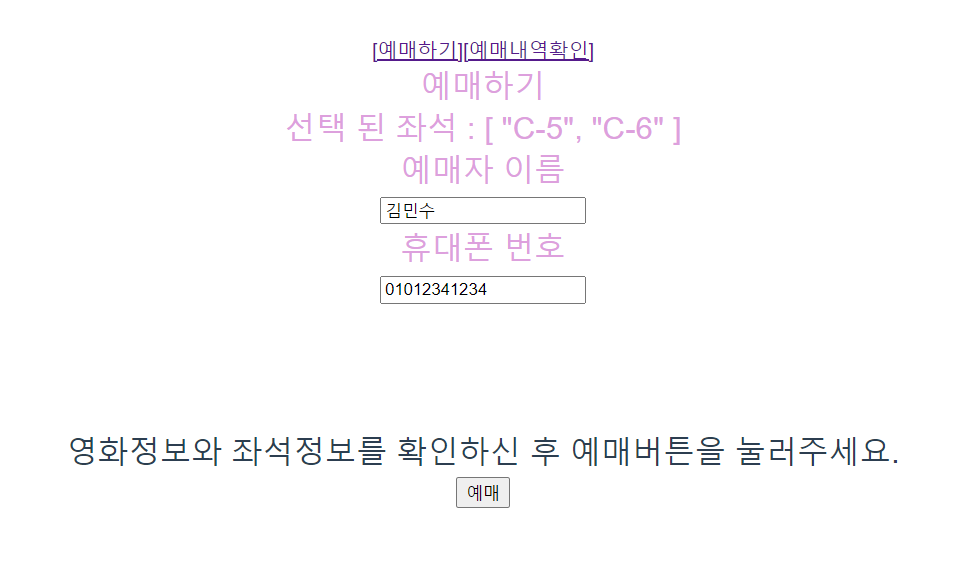 [예매하기][예매내역확인]
예매하기
선택 된 좌석 : [ "C-5", "C-6" ]
예매자 이름
김민수
휴대폰 번호
01012341234
영화정보와 좌석정보를 확인하신 후 예매버튼을 눌러주세요.
예매